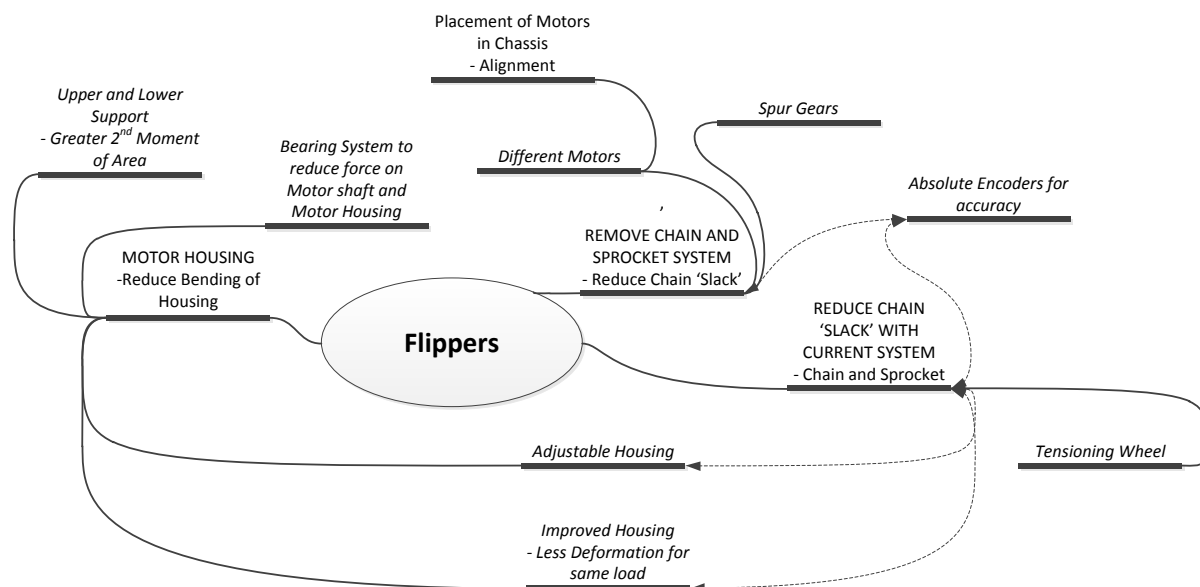 Placement of Motors
in Chassis
- Alignment
Upper and Lower
Support
- Greater 2nd Moment
of Area
Spur Gears
Bearing System to
reduce force on
Motor shaft and
Motor Housing
Different Motors
Absolute Encoders for
accuracy
,
REMOVE CHAIN AND
SPROCKET SYSTEM
- Reduce Chain ‘Slack’
MOTOR HOUSING
-Reduce Bending of
Housing
Flippers
REDUCE CHAIN
‘SLACK’ WITH
CURRENT SYSTEM
- Chain and Sprocket
Adjustable Housing
Tensioning Wheel
Improved Housing
- Less Deformation for
same load